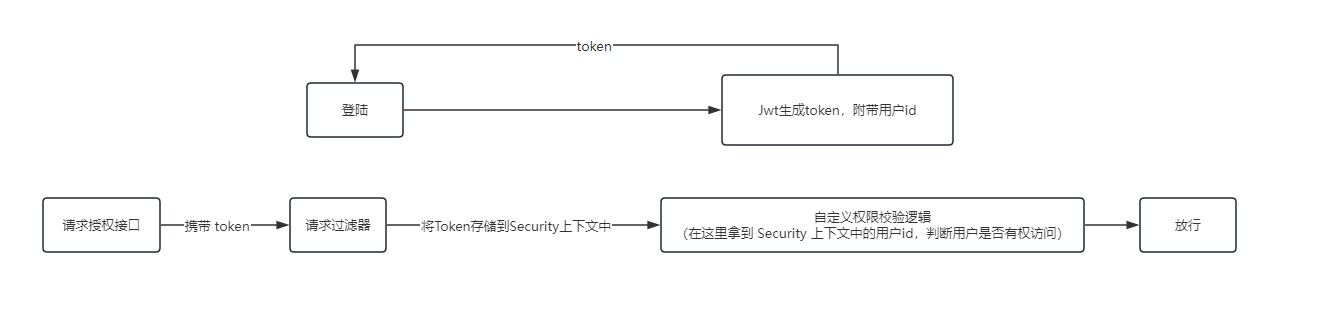 token
登陆
Jwt生成token，附带用户id
请求授权接口
携带 token
请求过滤器
将Token存储到Security上下文中
自定义权限校验逻辑
（在这里拿到 Security 上下文中的用户id，判断用户是否有权访问）
放行